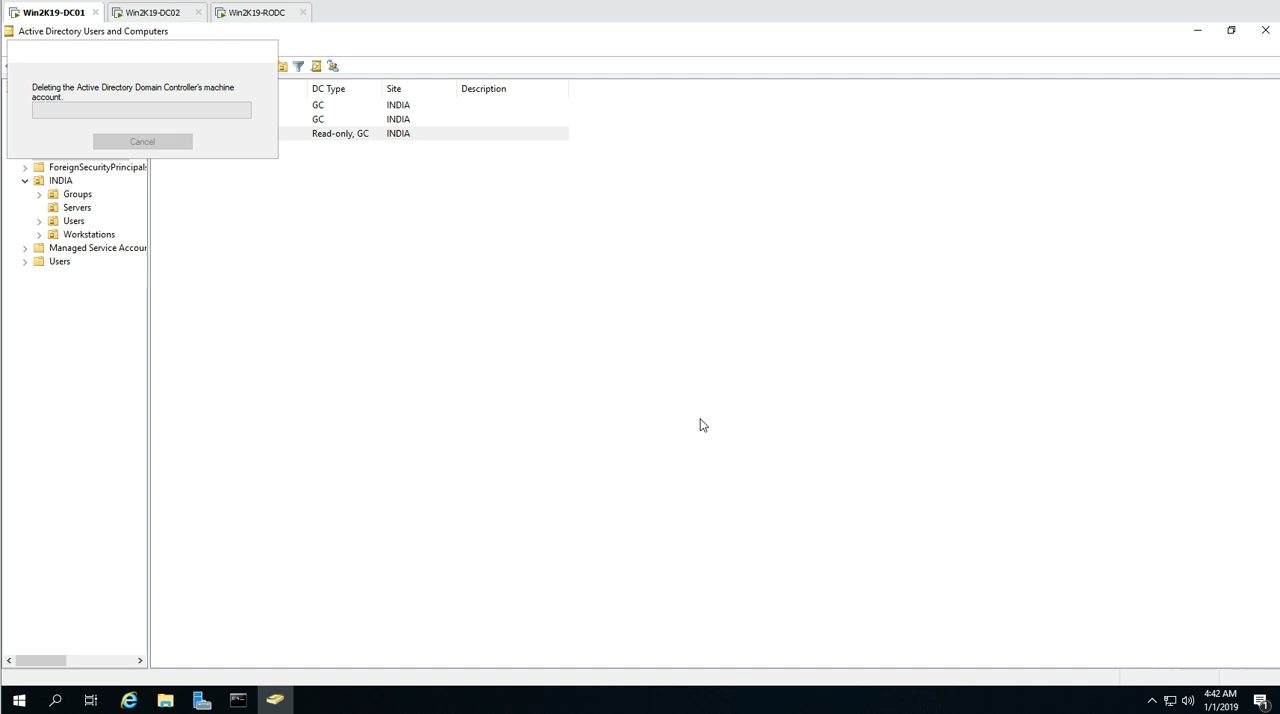 Win2K19-DC01
Win2K19-DC02
Win2K19-RODC
Active Directory Users and Computers
Deleting the Active Directory Domain Controller's machine
account.
Cancel
DC Type Site Description
GC INDIA
GC INDIA
Read-only, GC INDIA
ForeignSecurityPrincipals
INDIA
Groups
Servers
Users
Workstations
Managed Service Accour
Users
4:42 AM
1/1/2019
1